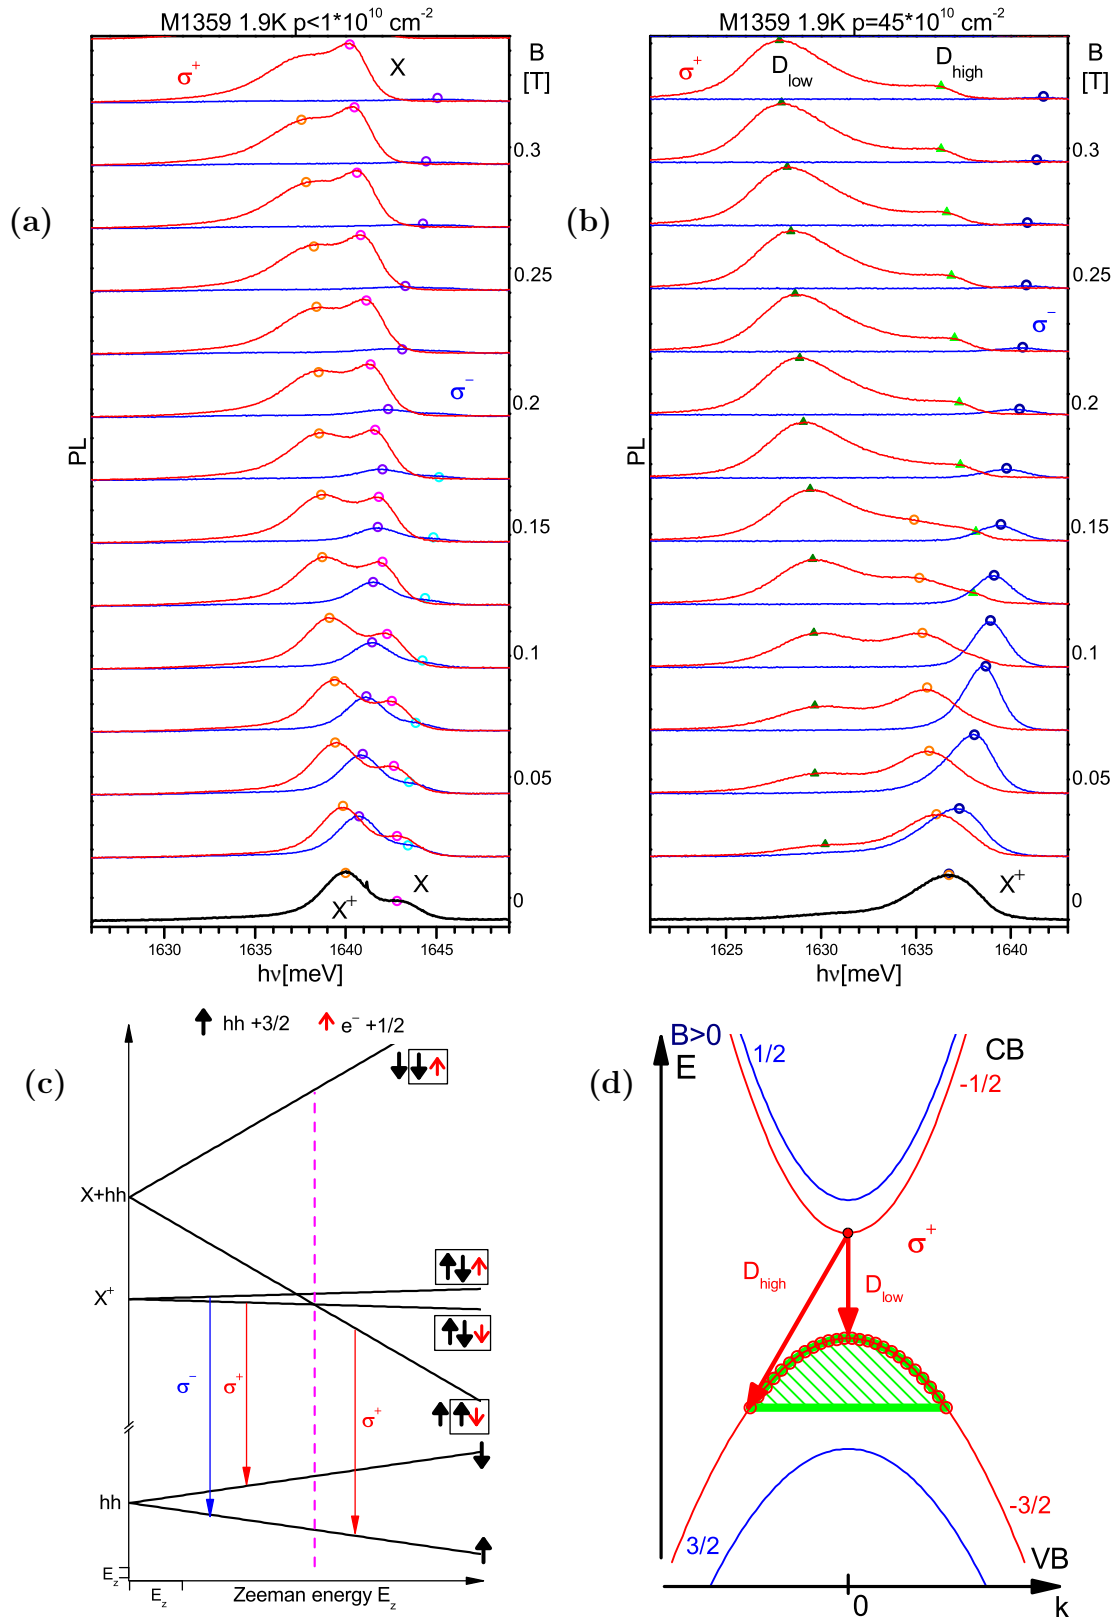 M1359 1.9K p<1*10¹⁰ cm⁻²
σ⁺
X
B
[T]
(a)
0.3
0.25
0.2
σ⁻
PL
0.15
0.1
0.05
0
X⁺
X
1630
1635
1640
1645
hν[meV]
M1359 1.9K p=45*10¹⁰ cm⁻²
σ⁺
D_low
D_high
B
[T]
(b)
0.3
0.25
σ⁻
0.2
PL
0.15
0.1
0.05
0
X⁺
1625
1630
1635
1640
hν[meV]
hh +3/2
e⁻ +1/2
(c)
X+hh
X⁺
σ⁻
σ⁺
σ⁺
hh
E_z
E_z
Zeeman energy E_z
B>0
E
1/2
CB
-1/2
(d)
σ⁺
D_high
D_low
-3/2
3/2
VB
0
k